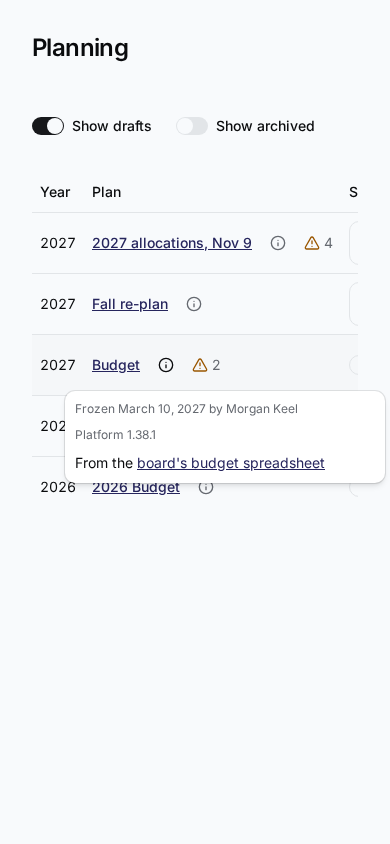 Planning
Show drafts Show archived
Year Plan S
2027 2027 allocations, Nov 9 4
2027 Fall re-plan
2027 Budget 2
Frozen March 10, 2027 by Morgan Keel
Platform 1.38.1
From the board's budget spreadsheet
2026 2026 Budget